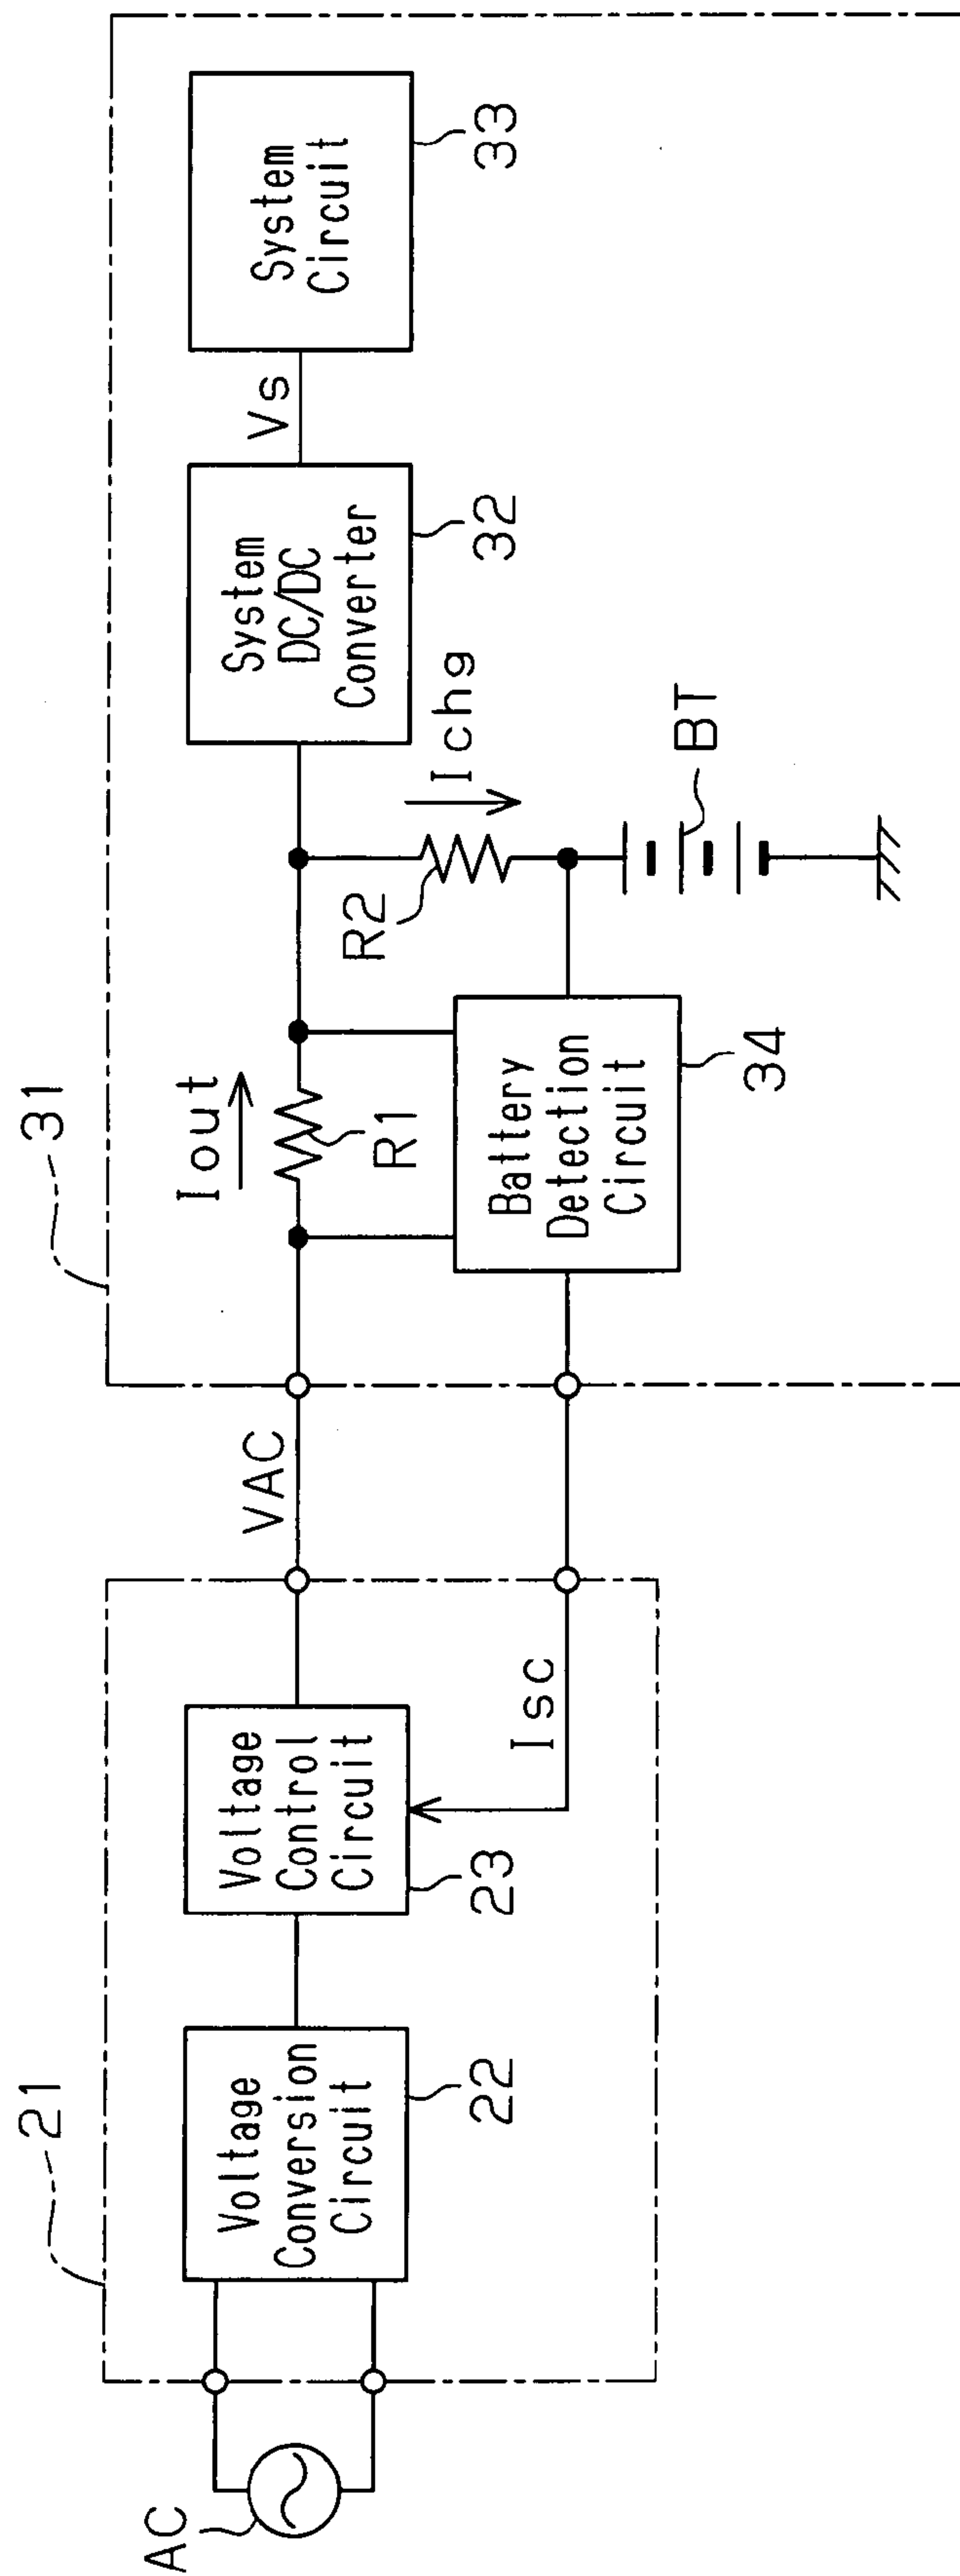 31
21
AC
Voltage
Conversion
Circuit
22
Voltage
Control
Circuit
23
Isc
VAC
Iout
R1
Battery
Detection
Circuit
34
R2
Ichg
BT
System
DC/DC
Converter
32
Vs
System
Circuit
33